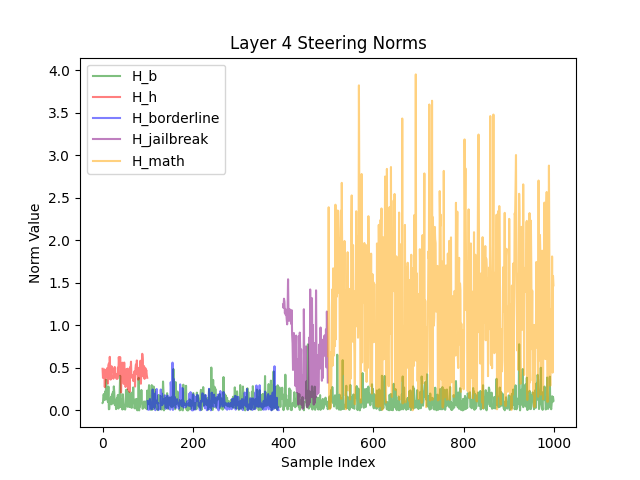 Layer 4 Steering Norms
H_b
H_h
H_borderline
H_jailbreak
H_math
Norm Value
4.0
3.5
3.0
2.5
2.0
1.5
1.0
0.5
0.0
0 200 400 600 800 1000
Sample Index